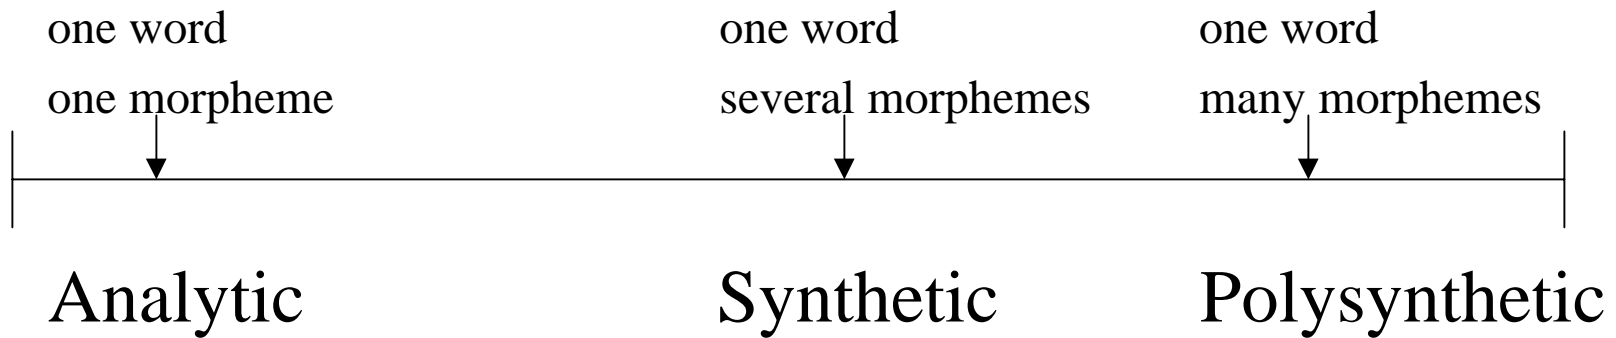 one word
one morpheme
one word
several morphemes
one word
many morphemes
Analytic
Synthetic
Polysynthetic